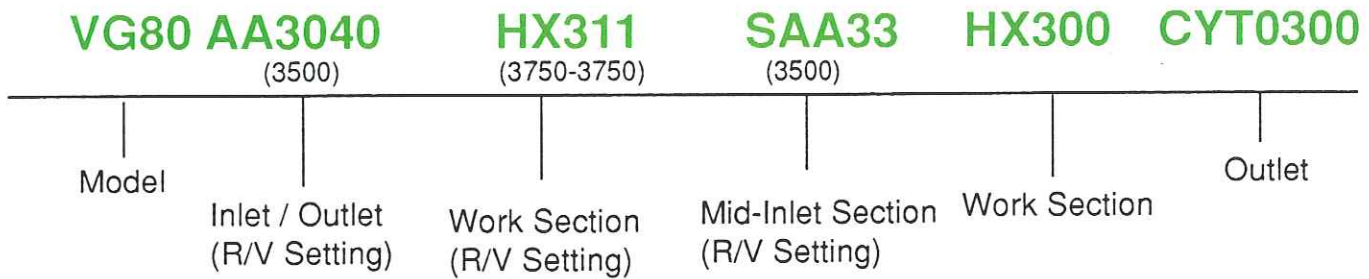 VG80 AA3040 HX311 SAA33 HX300 CYT0300
(3500) (3750-3750) (3500)
Model
Inlet / Outlet
(R/V Setting)
Work Section
(R/V Setting)
Mid-Inlet Section
(R/V Setting)
Work Section
Outlet